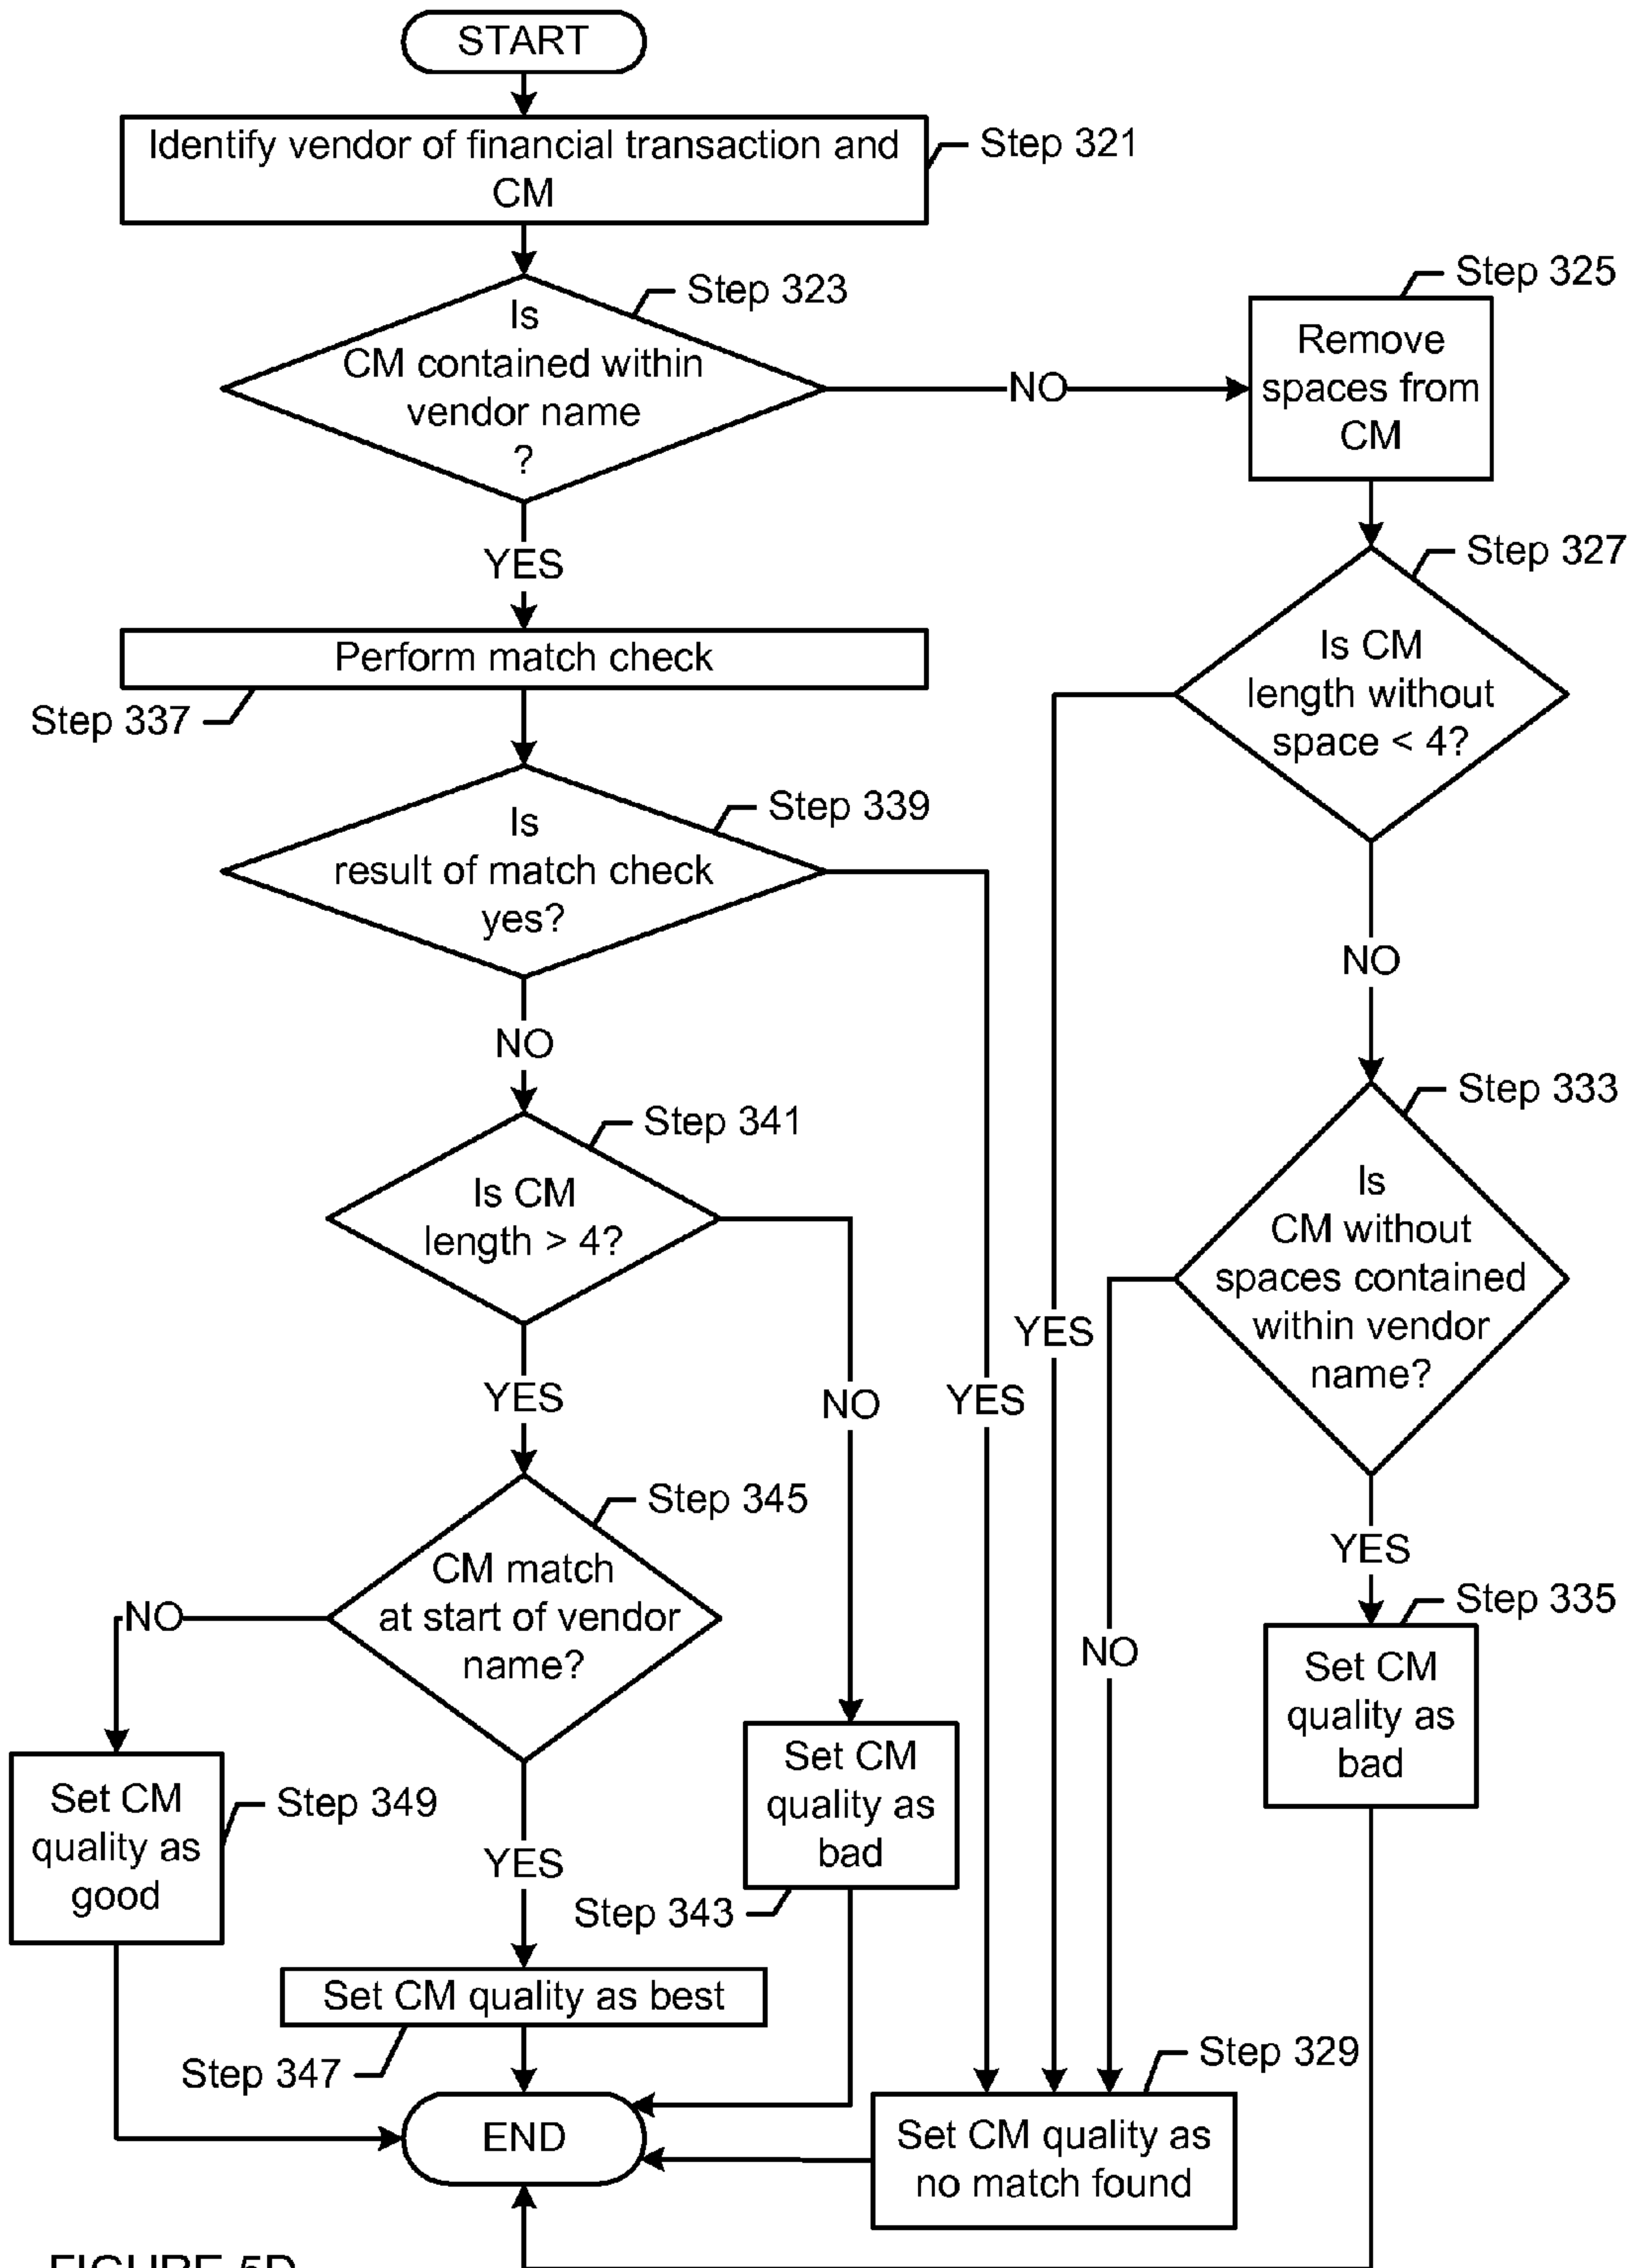 START
Identify vendor of financial transaction and
CM
Step 321
Step 323
Is
CM contained within
vendor name
?
NO
Step 325
Remove
spaces from
CM
YES
Step 327
Is CM
length without
space < 4?
Perform match check
Step 337
Step 339
Is
result of match check
yes?
NO
NO
Step 341
Is CM
length > 4?
Step 333
Is
CM without
spaces contained
within vendor
name?
YES
NO
YES
YES
Step 345
CM match
at start of vendor
name?
NO
NO
YES
Step 335
Set CM
quality as
bad
Set CM
quality as
good
Step 349
YES
Set CM
quality as
bad
Step 343
Set CM quality as best
Step 347
Step 329
END
Set CM quality as
no match found
FIGURE 5D